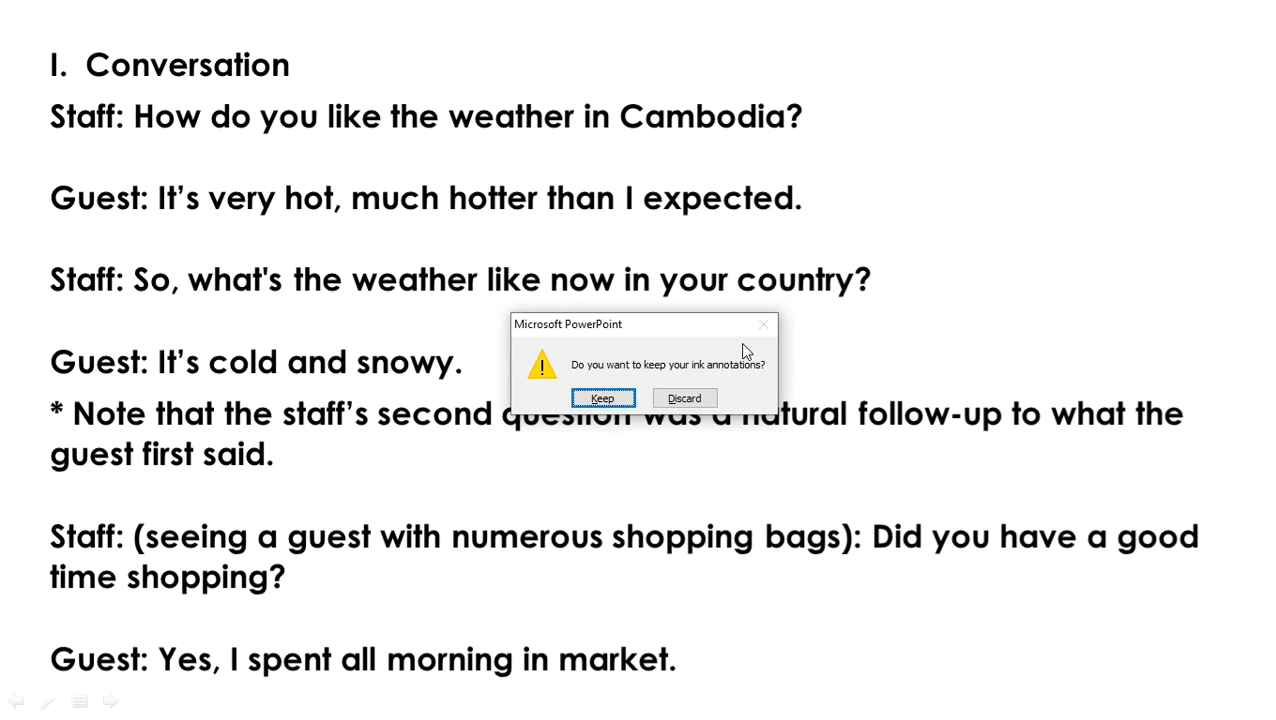 I. Conversation
Staff: How do you like the weather in Cambodia?
Guest: It’s very hot, much hotter than I expected.
Staff: So, what's the weather like now in your country?
Microsoft PowerPoint
Do you want to keep your ink annotations?
Keep Discard
Guest: It’s cold and snowy.
* Note that the staff’s second question was a natural follow-up to what the
guest first said.
Staff: (seeing a guest with numerous shopping bags): Did you have a good
time shopping?
Guest: Yes, I spent all morning in market.